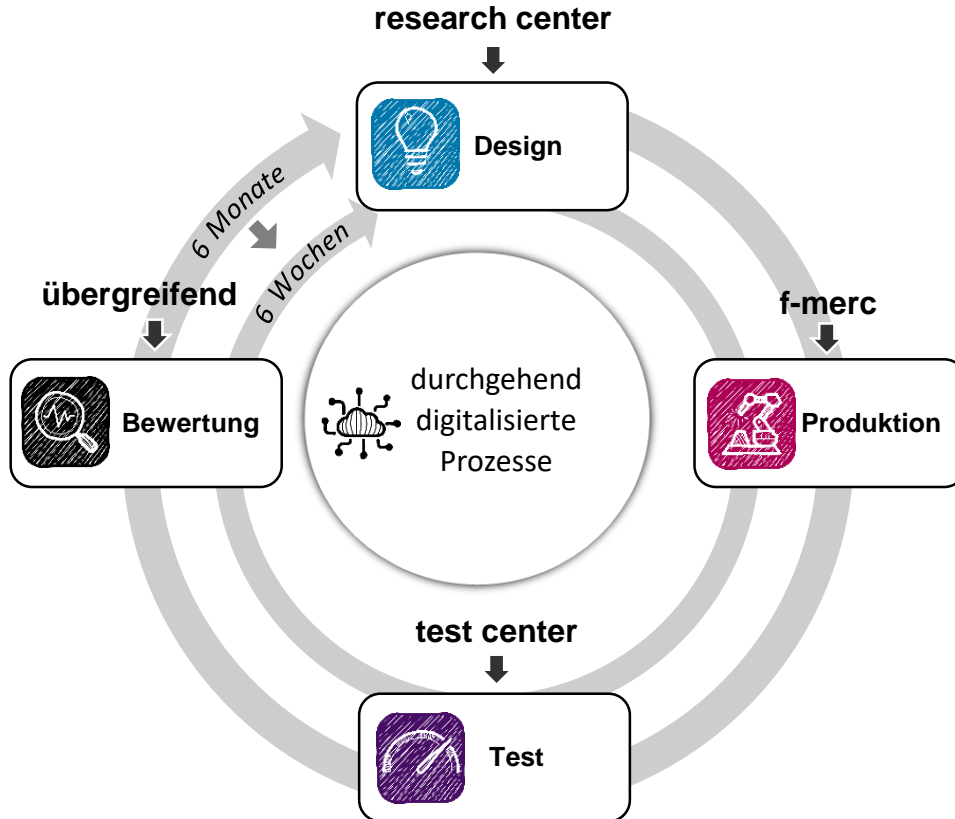 research center
Design
6 Monate
6 Wochen
übergreifend
f-merc
Bewertung
durchgehend
digitalisierte
Prozesse
Produktion
test center
Test